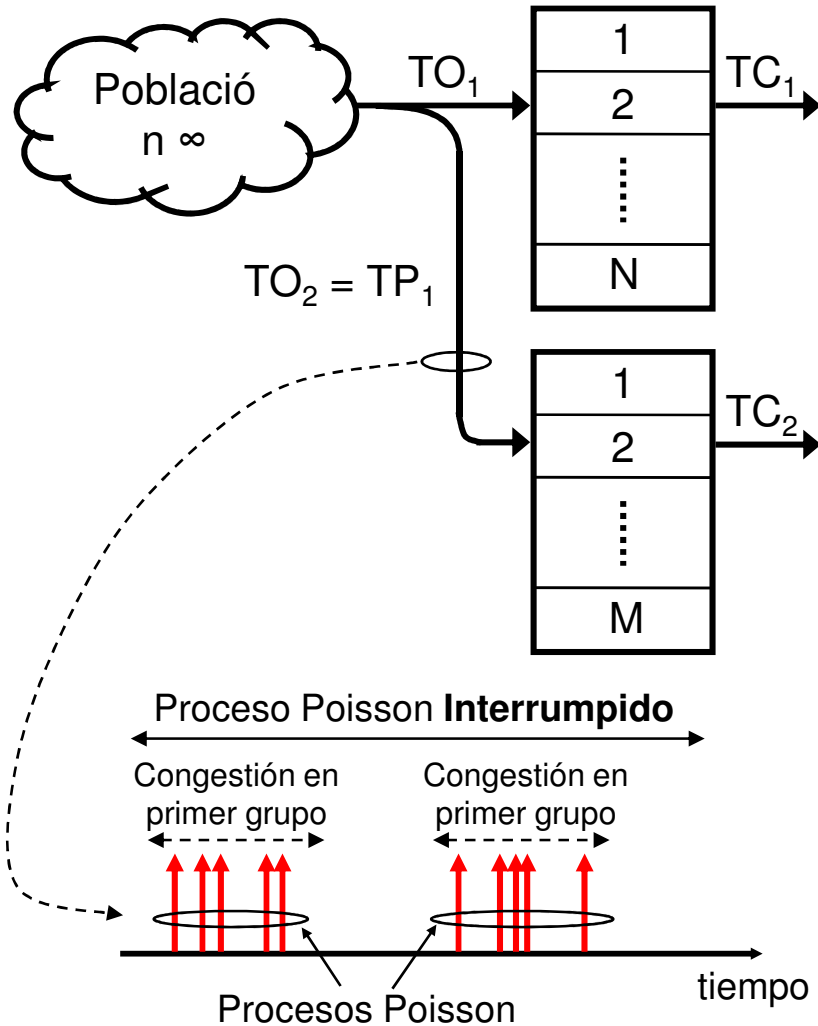 Població
n ∞
TO₁
1
2
N
TC₁
TO₂ = TP₁
1
2
M
TC₂
Proceso Poisson Interrumpido
Congestión en
primer grupo
Congestión en
primer grupo
tiempo
Procesos Poisson